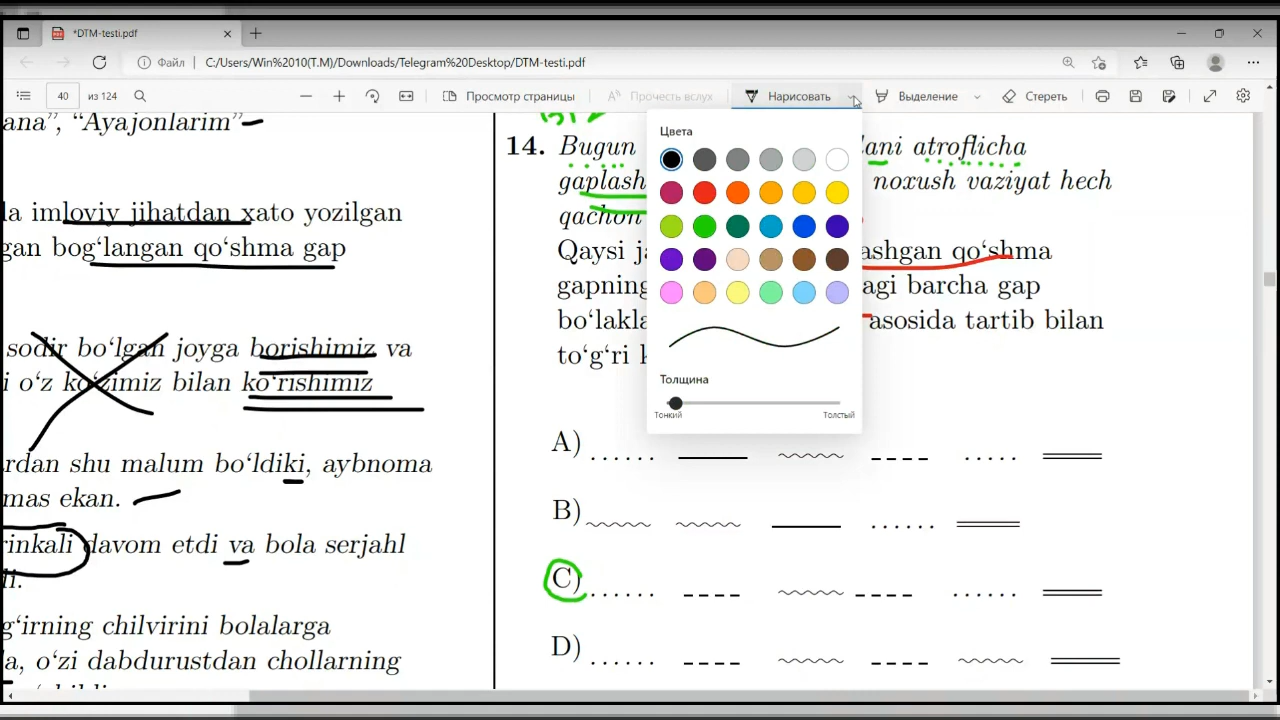 *DTM-testi.pdf
Файл
C:/Users/Win%2010(T.M)/Downloads/Telegram%20Desktop/DTM-testi.pdf
40 из 124
Просмотр страницы
Прочесть вслух
Нарисовать
Выделение
Стереть
ana", "Ayajonlarim"
la imloviy jihatdan xato yozilgan
gan bog‘langan qo‘shma gap
sodir bo‘lgan joyga borishimiz va
i o‘z ko‘zimiz bilan ko‘rishimiz
rdan shu malum bo‘ldiki, aybnoma
mas ekan.
rinkali davom etdi va bola serjahl
li.
g‘irning chilvirini bolalarga
a, o‘zi dabdurustdan chollarning
Цвета
Толщина
Тонкий
Толстый
14. Bugun lani atroflicha
gaplash noxush vaziyat hech
qachon
Qaysi ja ashgan qo‘shma
gapning agi barcha gap
bo‘lakla asosida tartib bilan
to‘g‘ri k
A)
B)
C)
D)